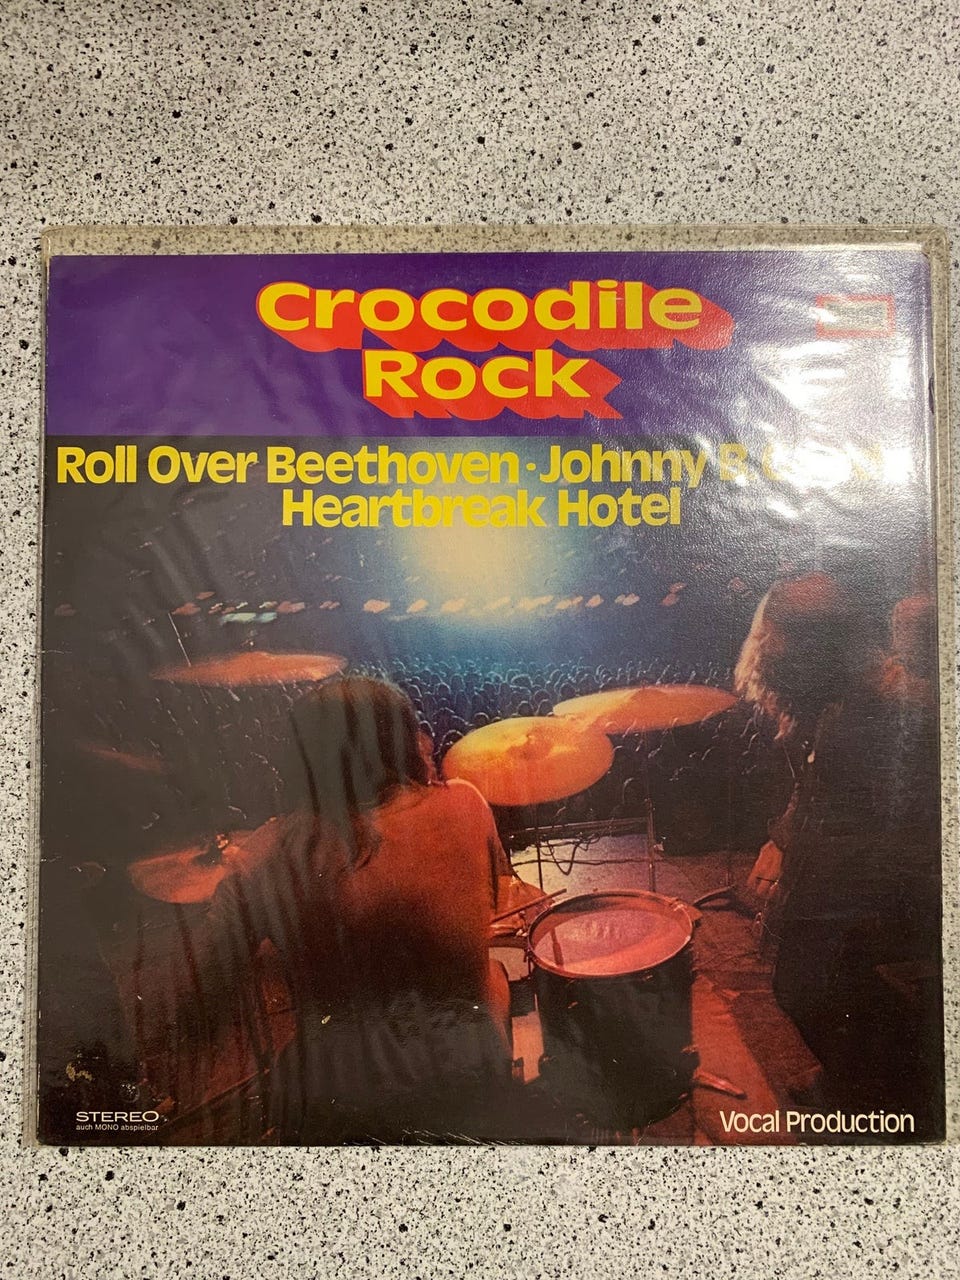 Crocodile
Rock
Roll Over Beethoven · Johnny B.
Heartbreak Hotel
STEREO
auch MONO abspielbar
Vocal Production